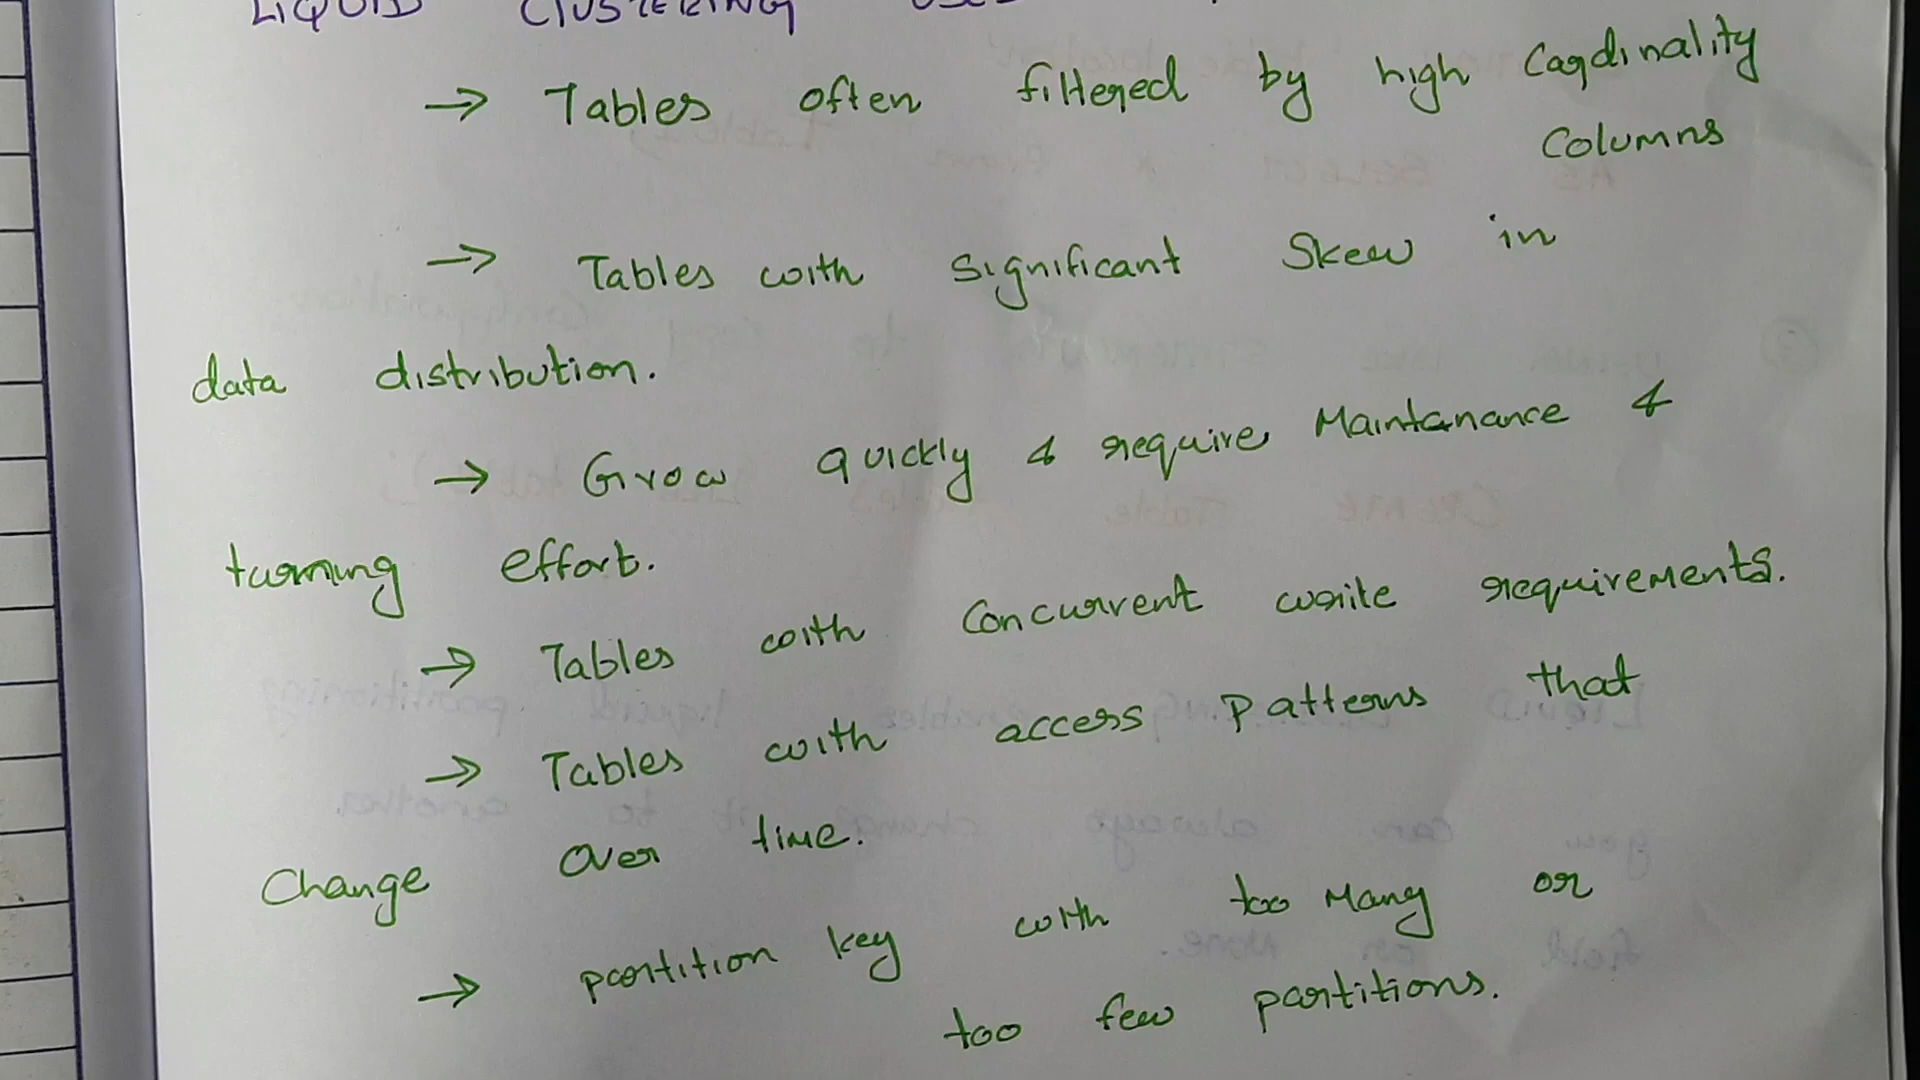 LIQUID CLUSTERING
→ Tables often filtered by high Cardinality
Columns
→ Tables with significant Skew in
data distribution.
→ Grow quickly & require Maintanance &
turning effort.
→ Tables with Concurrent write requirements.
→ Tables with access Patterns that
Change Over time.
→ partition key with too Many or
too few partitions.